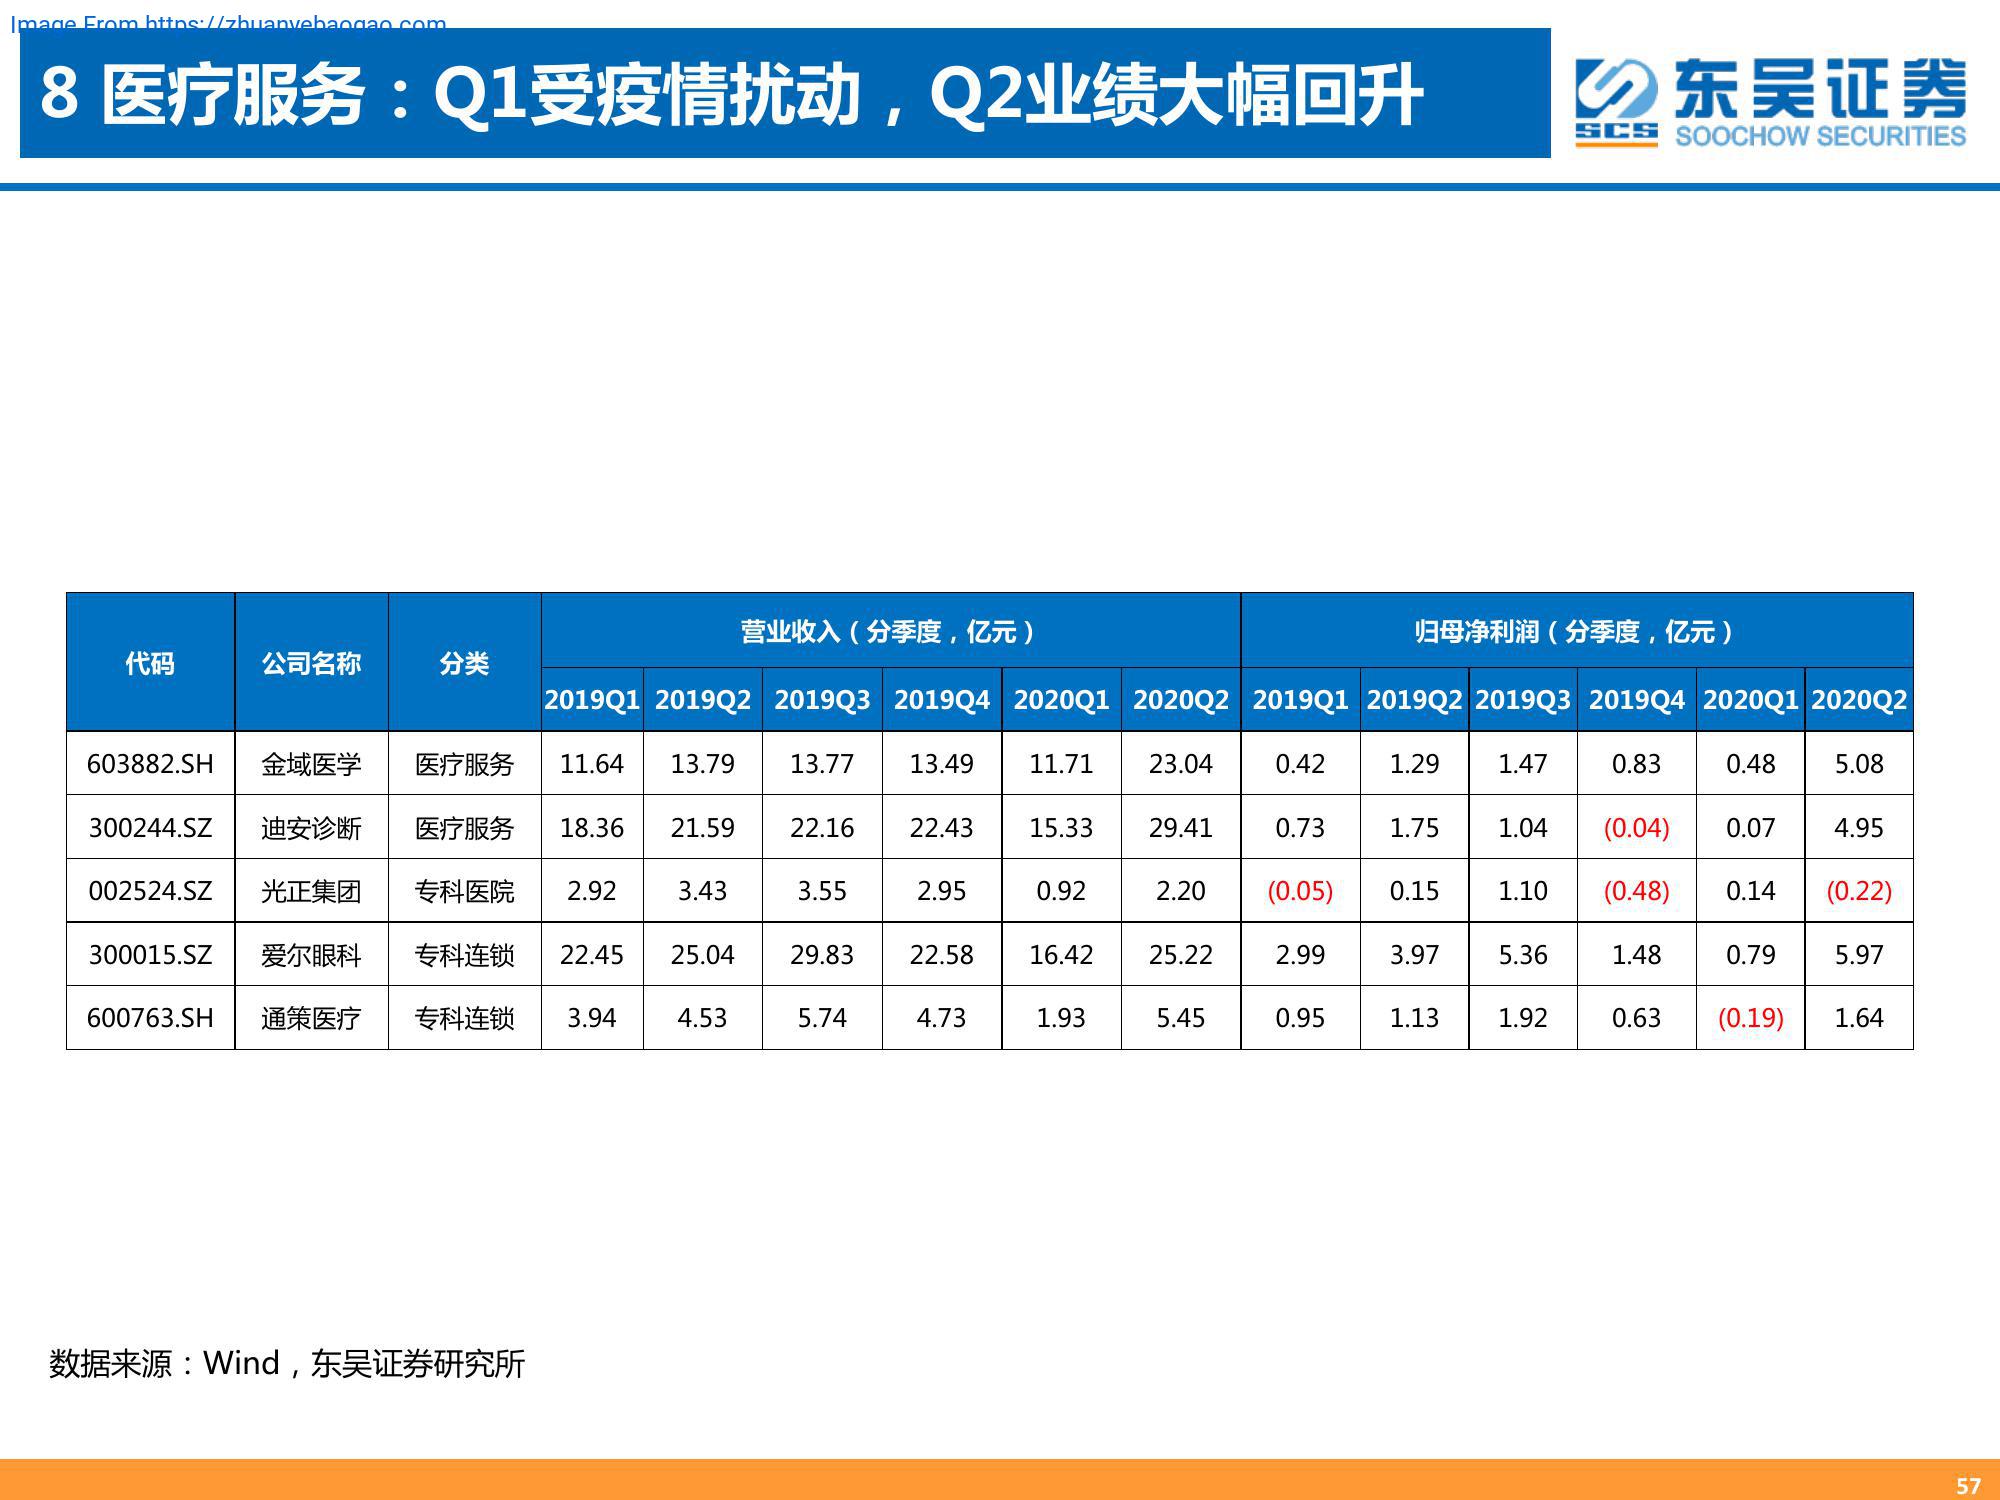 Image From https://zhuanyebaogao.com
8 医疗服务：Q1受疫情扰动，Q2业绩大幅回升
东吴证券
SCS
SOOCHOW SECURITIES
代码 公司名称 分类 营业收入（分季度，亿元） 归母净利润（分季度，亿元）
2019Q1 2019Q2 2019Q3 2019Q4 2020Q1 2020Q2 2019Q1 2019Q2 2019Q3 2019Q4 2020Q1 2020Q2
603882.SH 金域医学 医疗服务 11.64 13.79 13.77 13.49 11.71 23.04 0.42 1.29 1.47 0.83 0.48 5.08
300244.SZ 迪安诊断 医疗服务 18.36 21.59 22.16 22.43 15.33 29.41 0.73 1.75 1.04 (0.04) 0.07 4.95
002524.SZ 光正集团 专科医院 2.92 3.43 3.55 2.95 0.92 2.20 (0.05) 0.15 1.10 (0.48) 0.14 (0.22)
300015.SZ 爱尔眼科 专科连锁 22.45 25.04 29.83 22.58 16.42 25.22 2.99 3.97 5.36 1.48 0.79 5.97
600763.SH 通策医疗 专科连锁 3.94 4.53 5.74 4.73 1.93 5.45 0.95 1.13 1.92 0.63 (0.19) 1.64
数据来源：Wind，东吴证券研究所
57